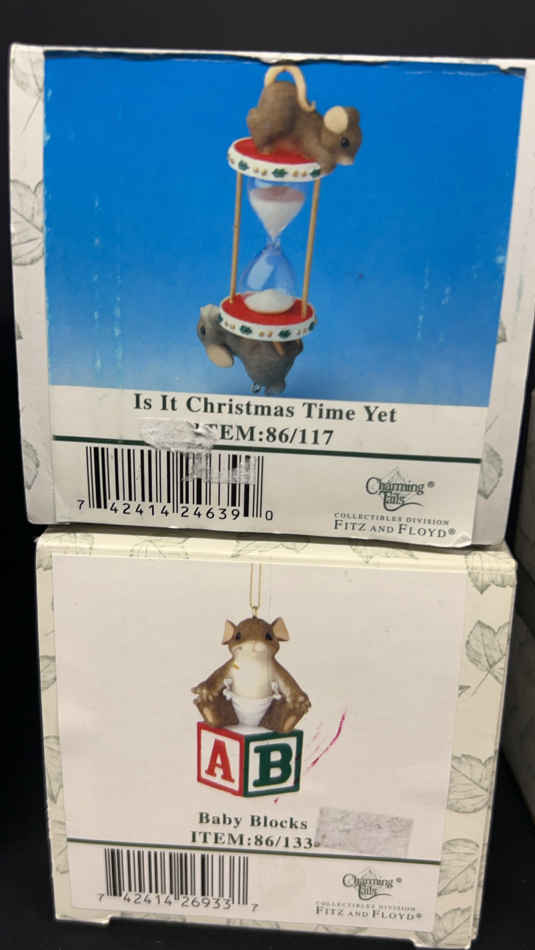 Is It Christmas Time Yet
ITEM:86/117
7 42414 24639 0
Charming Tails®
COLLECTIBLES DIVISION
FITZ AND FLOYD®
A B
Baby Blocks
ITEM:86/133
7 42414 26933 7
Charming Tails®
COLLECTIBLES DIVISION
FITZ AND FLOYD®